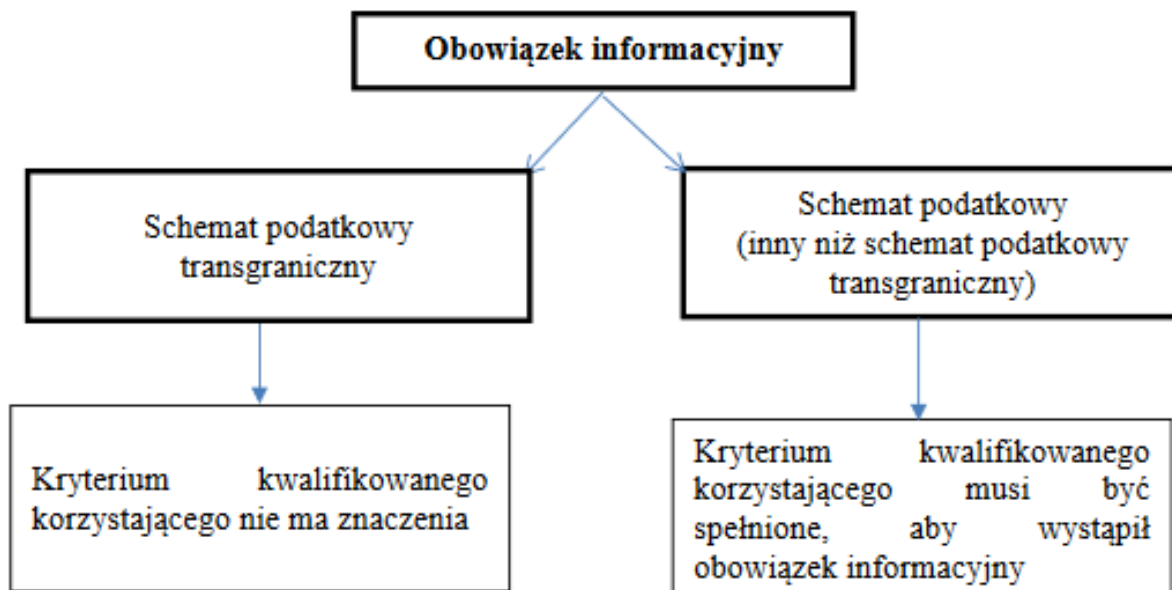 Obowiązek informacyjny
Schemat podatkowy
transgraniczny
Schemat podatkowy
(inny niż schemat podatkowy
transgraniczny)
Kryterium kwalifikowanego
korzystającego nie ma znaczenia
Kryterium kwalifikowanego
korzystającego musi być
spełnione, aby wystąpił
obowiązek informacyjny